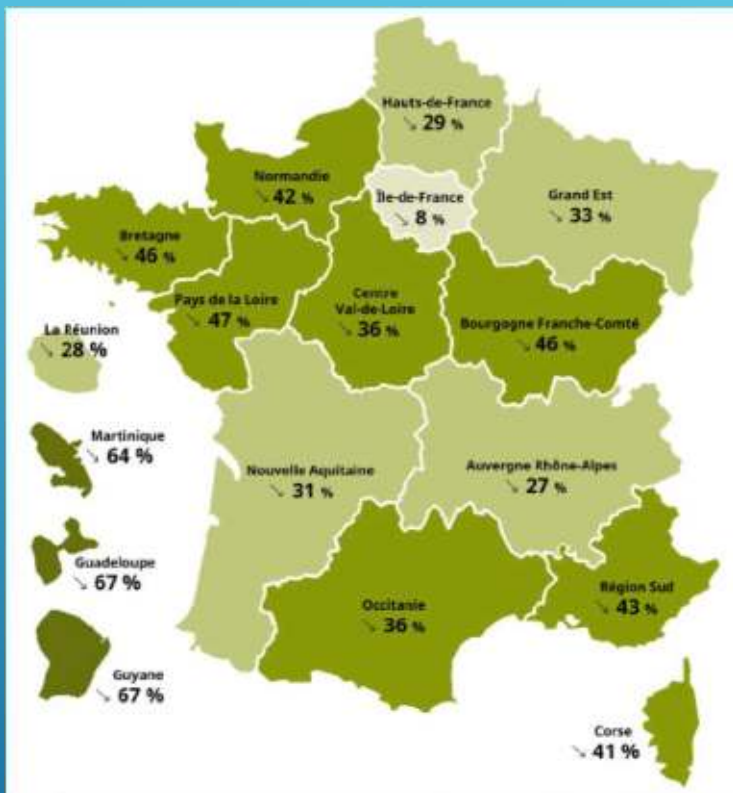 Hauts-de-France
↘ 29 %
Normandie
↘ 42 %
Île-de-France
↘ 8 %
Grand Est
↘ 33 %
Bretagne
↘ 46 %
Pays de la Loire
↘ 47 %
Centre
Val-de-Loire
↘ 36 %
Bourgogne Franche-Comté
↘ 46 %
La Réunion
↘ 28 %
Martinique
↘ 64 %
Nouvelle Aquitaine
↘ 31 %
Auvergne Rhône-Alpes
↘ 27 %
Guadeloupe
↘ 67 %
Occitanie
↘ 36 %
Région Sud
↘ 43 %
Guyane
↘ 67 %
Corse
↘ 41 %